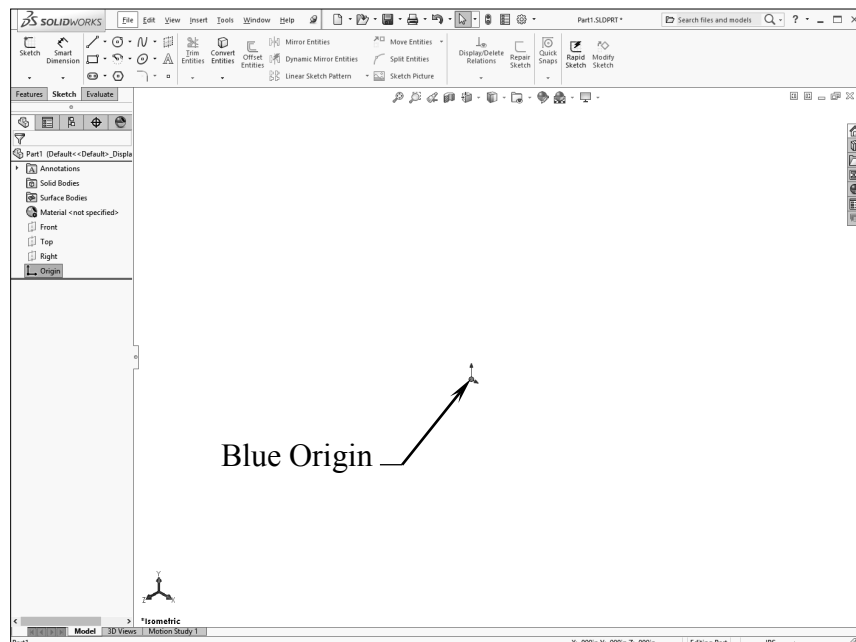 SOLIDWORKS File Edit View Insert Tools Window Help Part1.SLDPRT * Search files and models ?
Sketch Smart Dimension Trim Entities Convert Entities Offset Entities Mirror Entities Move Entities Display/Delete Relations Repair Sketch Quick Snaps Rapid Sketch Modify Sketch
Dynamic Mirror Entities Split Entities
Linear Sketch Pattern Sketch Picture
Features Sketch Evaluate
Part1 (Default<<Default>_Displa
Annotations
Solid Bodies
Surface Bodies
Material <not specified>
Front
Top
Right
Origin
Blue Origin
Y
Z X
*Isometric
Model 3D Views Motion Study 1